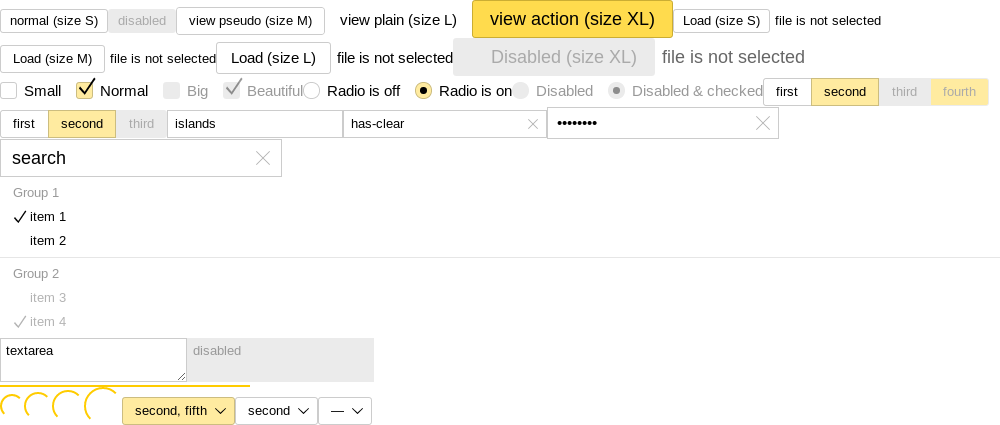 normal (size S) disabled view pseudo (size M) view plain (size L) view action (size XL) Load (size S) file is not selected
Load (size M) file is not selected Load (size L) file is not selected Disabled (size XL) file is not selected
Small Normal Big Beautiful Radio is off Radio is on Disabled Disabled & checked first second third fourth
first second third islands has-clear ••••••••
search
Group 1
item 1
item 2
Group 2
item 3
item 4
textarea disabled
second, fifth second —